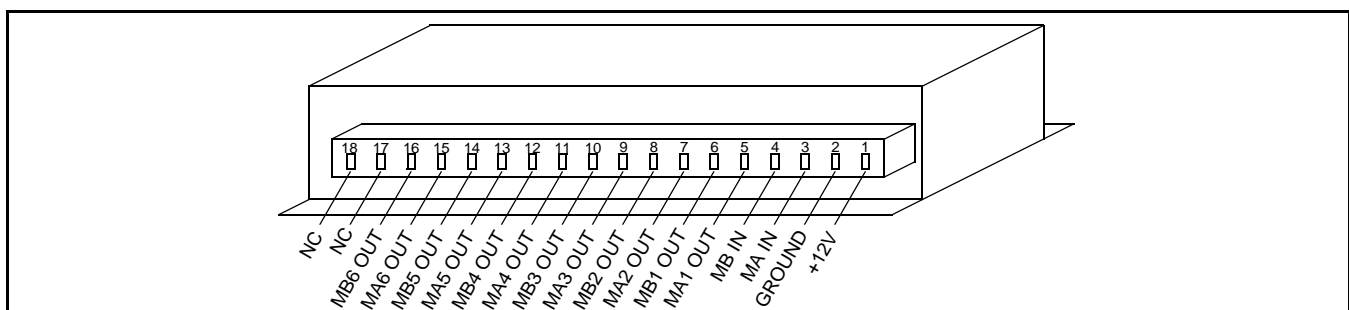 18 17 16 15 14 13 12 11 10 9 8 7 6 5 4 3 2 1
NC
NC
MB6 OUT
MA6 OUT
MB5 OUT
MA5 OUT
MB4 OUT
MA4 OUT
MB3 OUT
MA3 OUT
MB2 OUT
MA2 OUT
MB1 OUT
MA1 OUT
MB IN
MA IN
GROUND
+12V